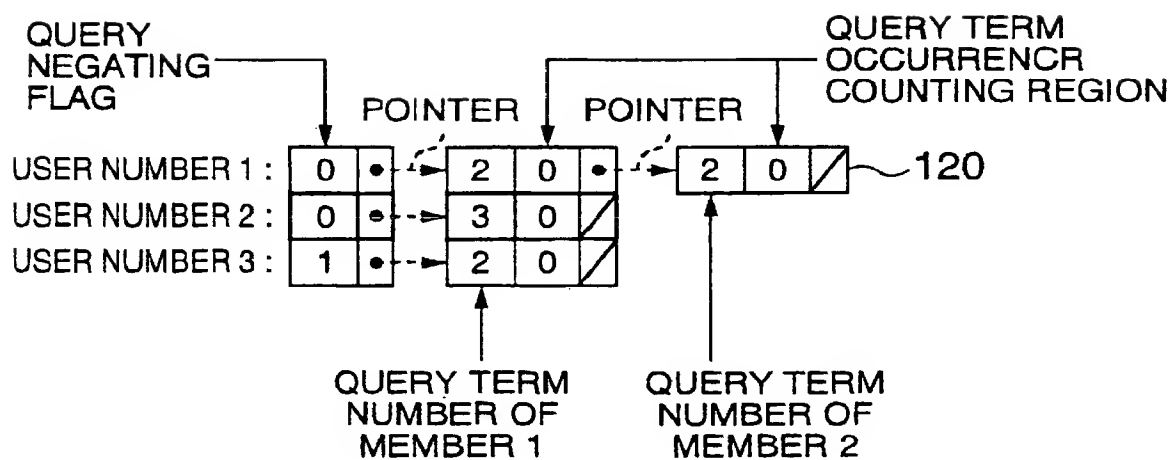 QUERY
NEGATING
FLAG
QUERY TERM
OCCURRENCR
COUNTING REGION
POINTER
POINTER
USER NUMBER 1 : 0 2 0 2 0 120
USER NUMBER 2 : 0 3 0
USER NUMBER 3 : 1 2 0
QUERY TERM
NUMBER OF
MEMBER 1
QUERY TERM
NUMBER OF
MEMBER 2